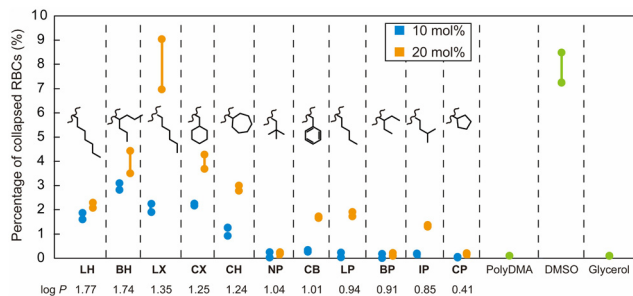 Percentage of collapsed RBCs (%)
10
9
8
7
6
5
4
3
2
1
0
10 mol%
20 mol%
LH BH LX CX CH NP CB LP BP IP CP PolyDMA DMSO Glycerol
log P 1.77 1.74 1.35 1.25 1.24 1.04 1.01 0.94 0.91 0.85 0.41